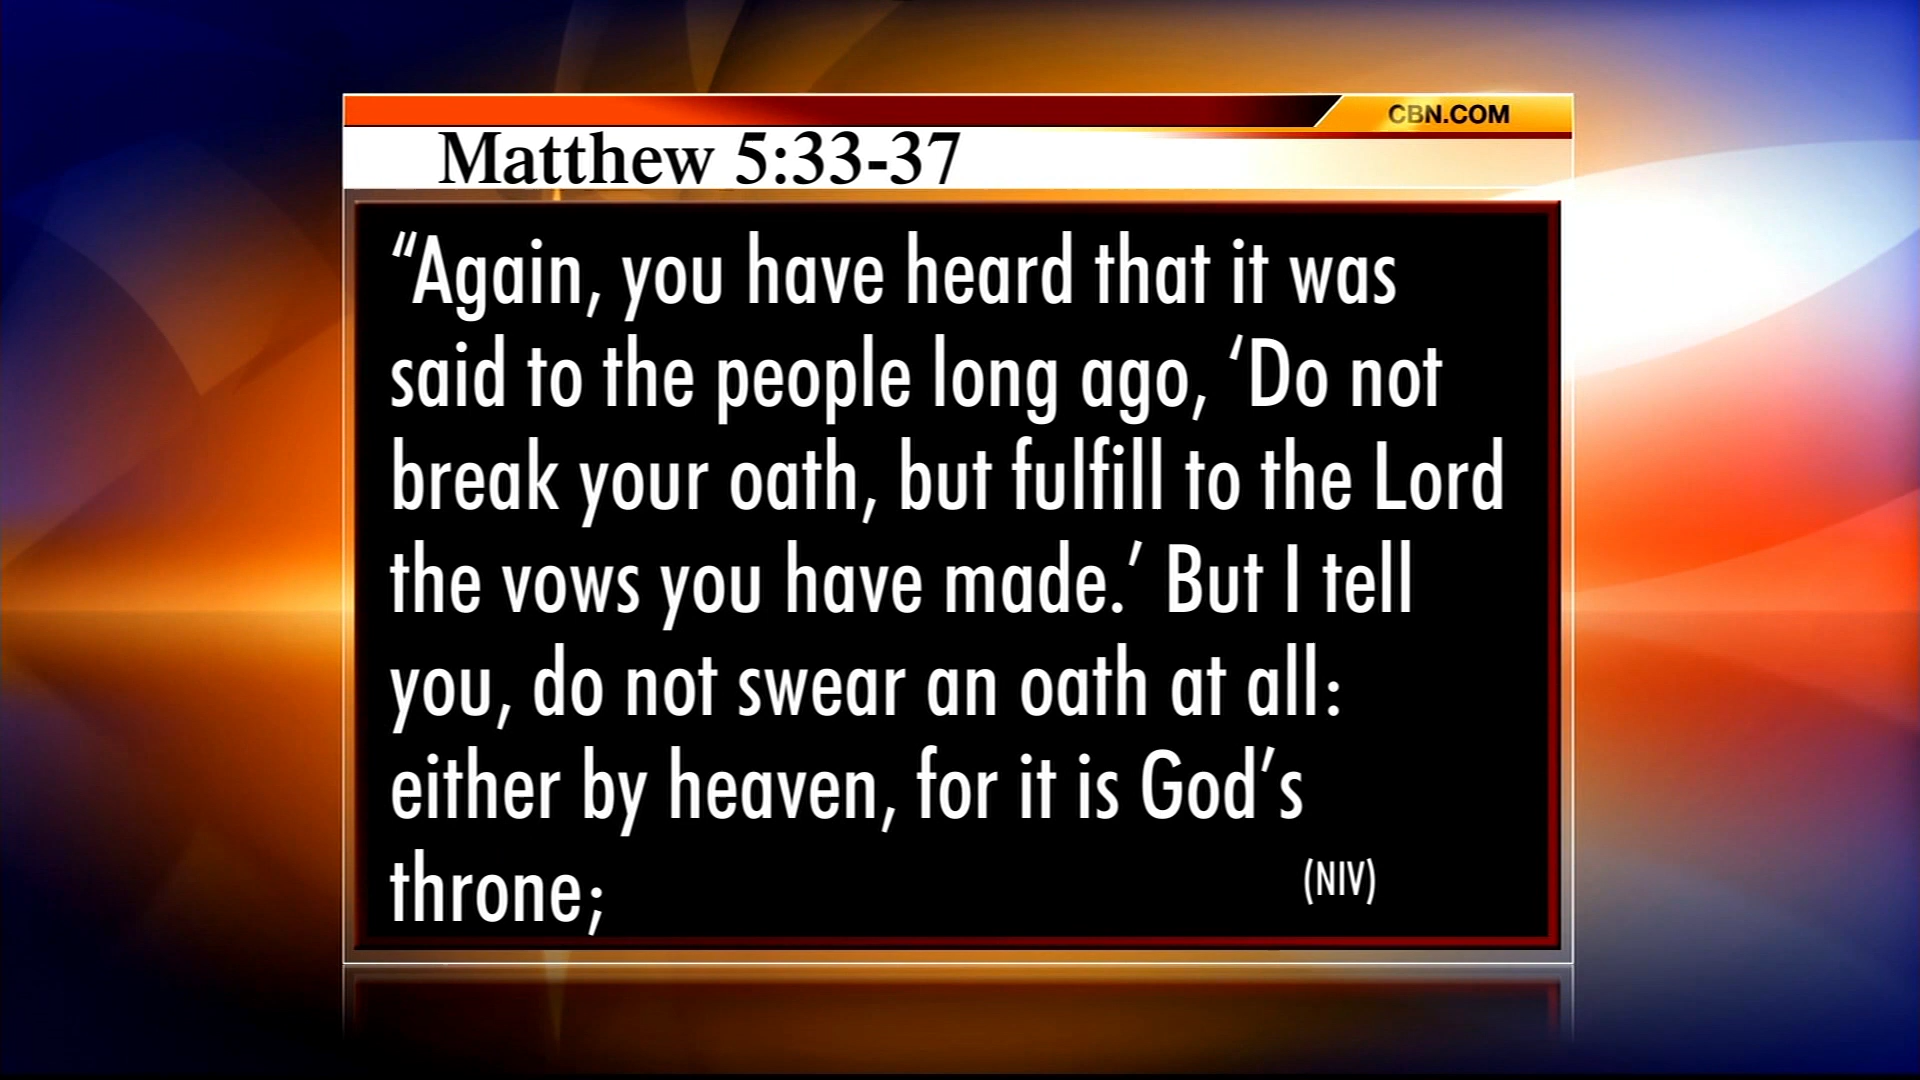 CBN.COM
Matthew 5:33-37
“Again, you have heard that it was
said to the people long ago, ‘Do not
break your oath, but fulfill to the Lord
the vows you have made.’ But I tell
you, do not swear an oath at all:
either by heaven, for it is God’s
throne;
(NIV)